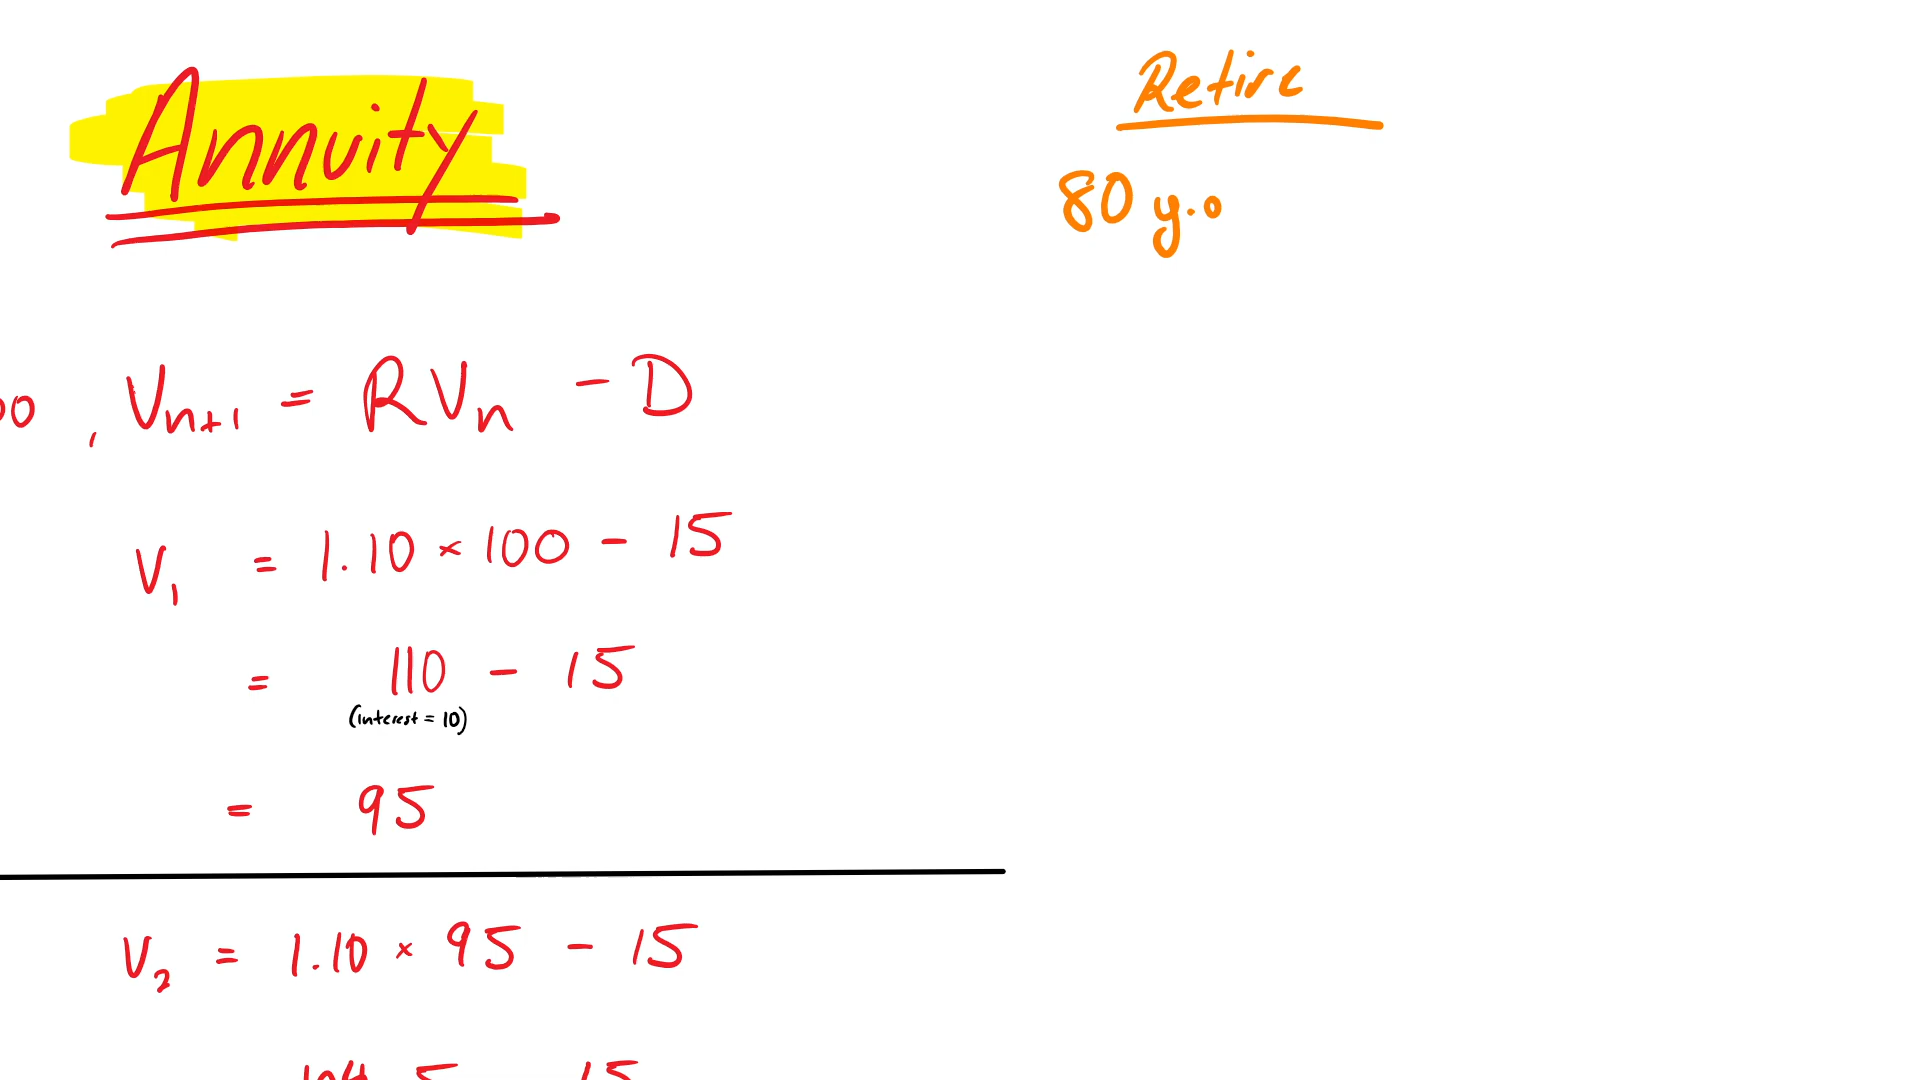 Annuity
Retire
80 y.o
00 , Vn+1 = RVn - D
V1 = 1.10 × 100 - 15
= 110 - 15
(interest = 10)
= 95
V2 = 1.10 × 95 - 15